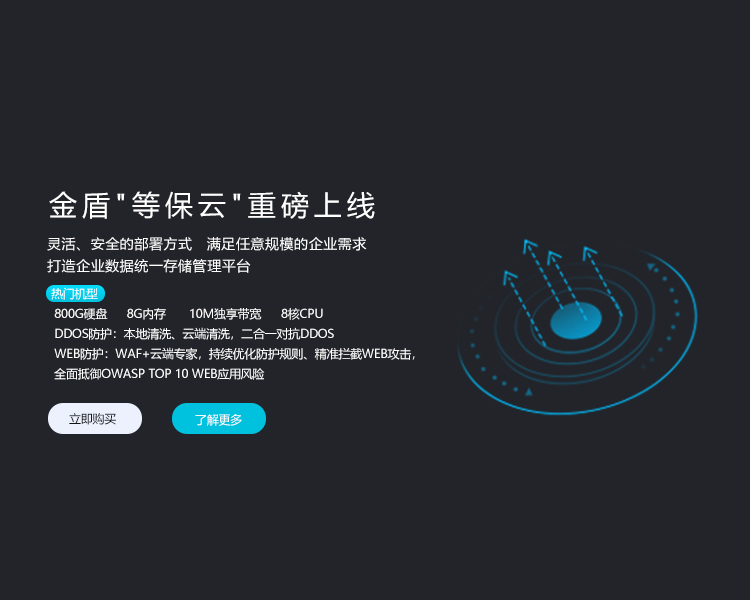 金盾"等保云"重磅上线
灵活、安全的部署方式 满足任意规模的企业需求
打造企业数据统一存储管理平台
热门机型
800G硬盘 8G内存 10M独享带宽 8核CPU
DDOS防护：本地清洗、云端清洗，二合一对抗DDOS
WEB防护：WAF+云端专家，持续优化防护规则、精准拦截WEB攻击，
全面抵御OWASP TOP 10 WEB应用风险
立即购买 了解更多